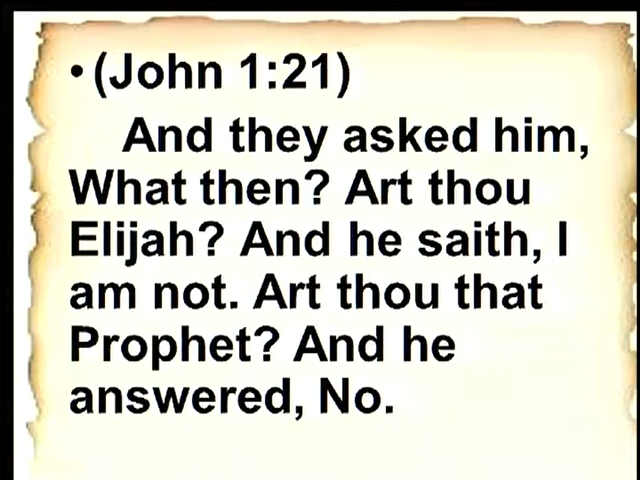 • (John 1:21)
And they asked him,
What then? Art thou
Elijah? And he saith, I
am not. Art thou that
Prophet? And he
answered, No.